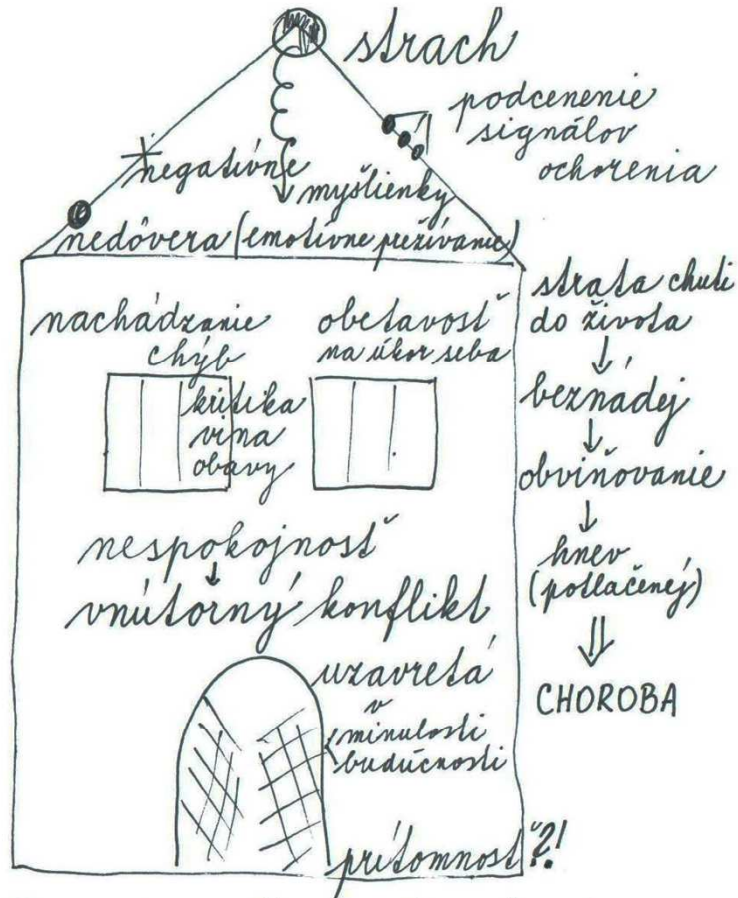 strach
podcenenie
signálov
ochorenia
negatívne
myšlienky
nedôvera (emotívne prežívanie)
nachádzanie
chýb
obetavosť
na úkor seba
kritika
vina
obavy
nespokojnosť
↓
vnútorný konflikt
uzavretá
v
minulosti
budúcnosti
prítomnosť?!
strata chuti
do života
↓
beznádej
↓
obviňovanie
↓
hnev
(potlačený)
⇓
CHOROBA